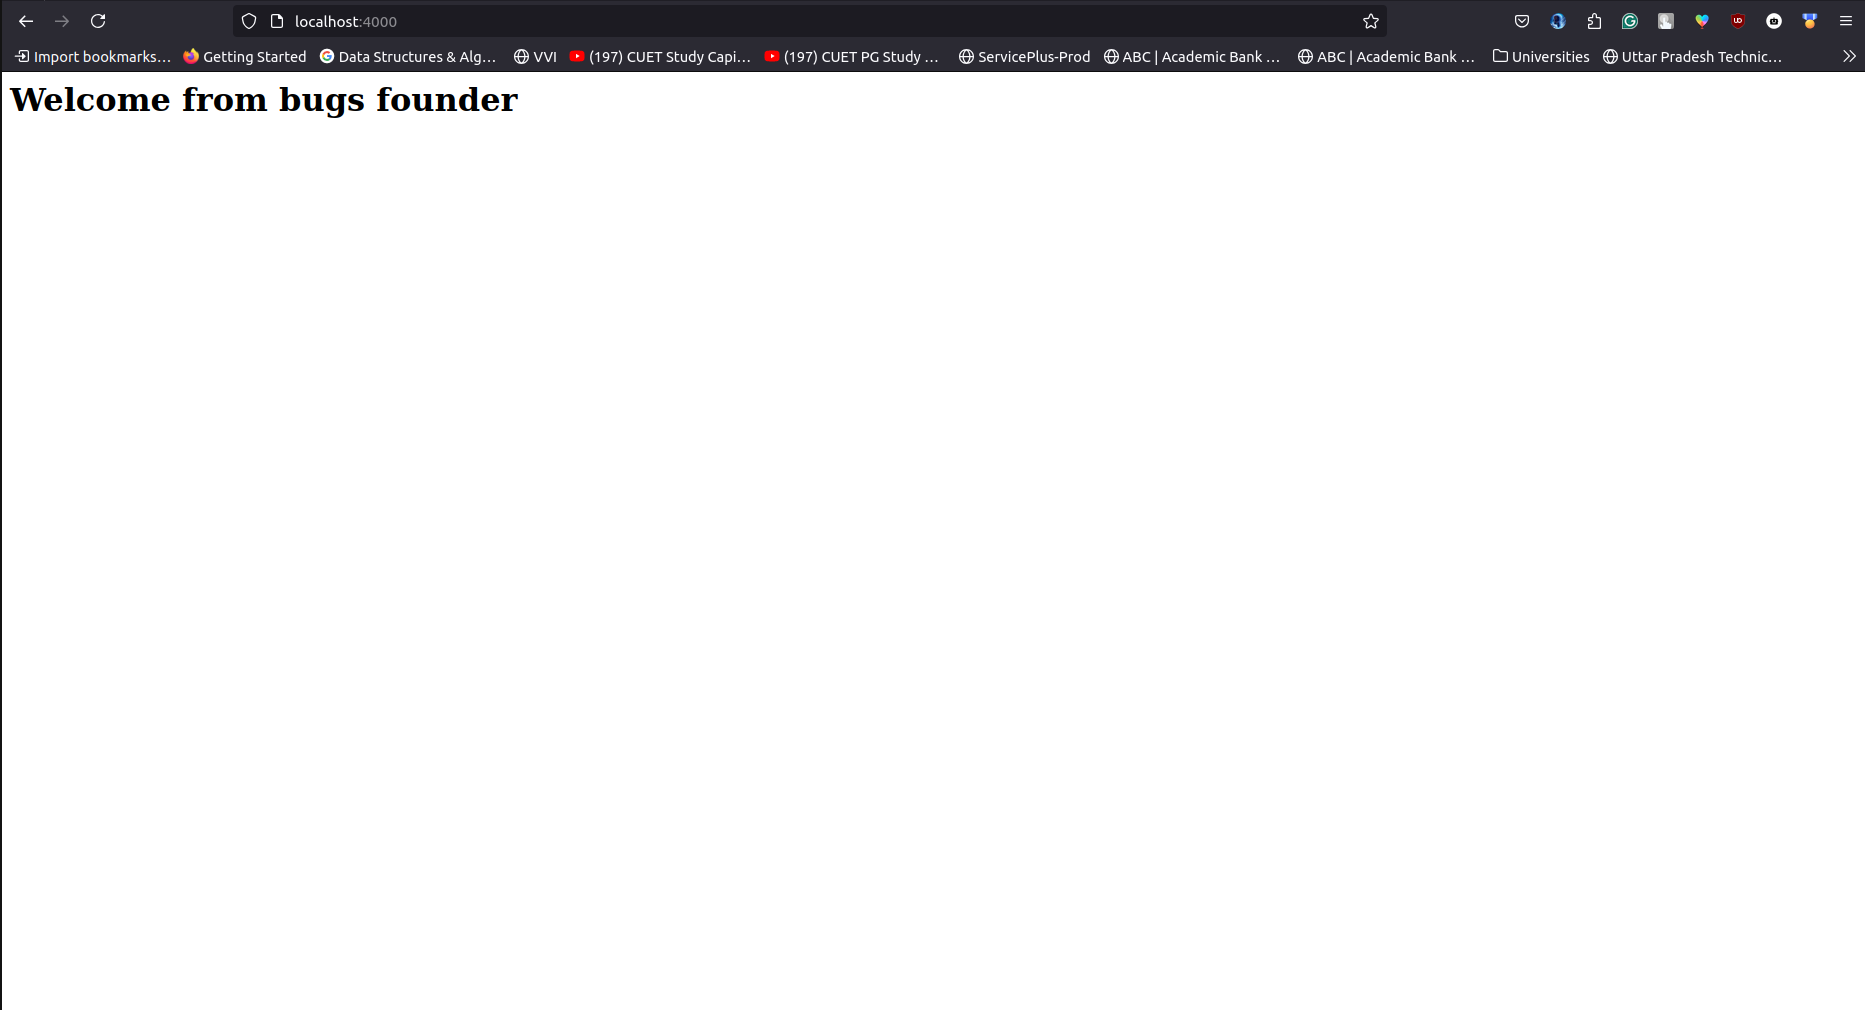 localhost:4000
Import bookmarks... Getting Started Data Structures & Alg... VVI (197) CUET Study Capi... (197) CUET PG Study ... ServicePlus-Prod ABC | Academic Bank ... ABC | Academic Bank ... Universities Uttar Pradesh Technic...
Welcome from bugs founder